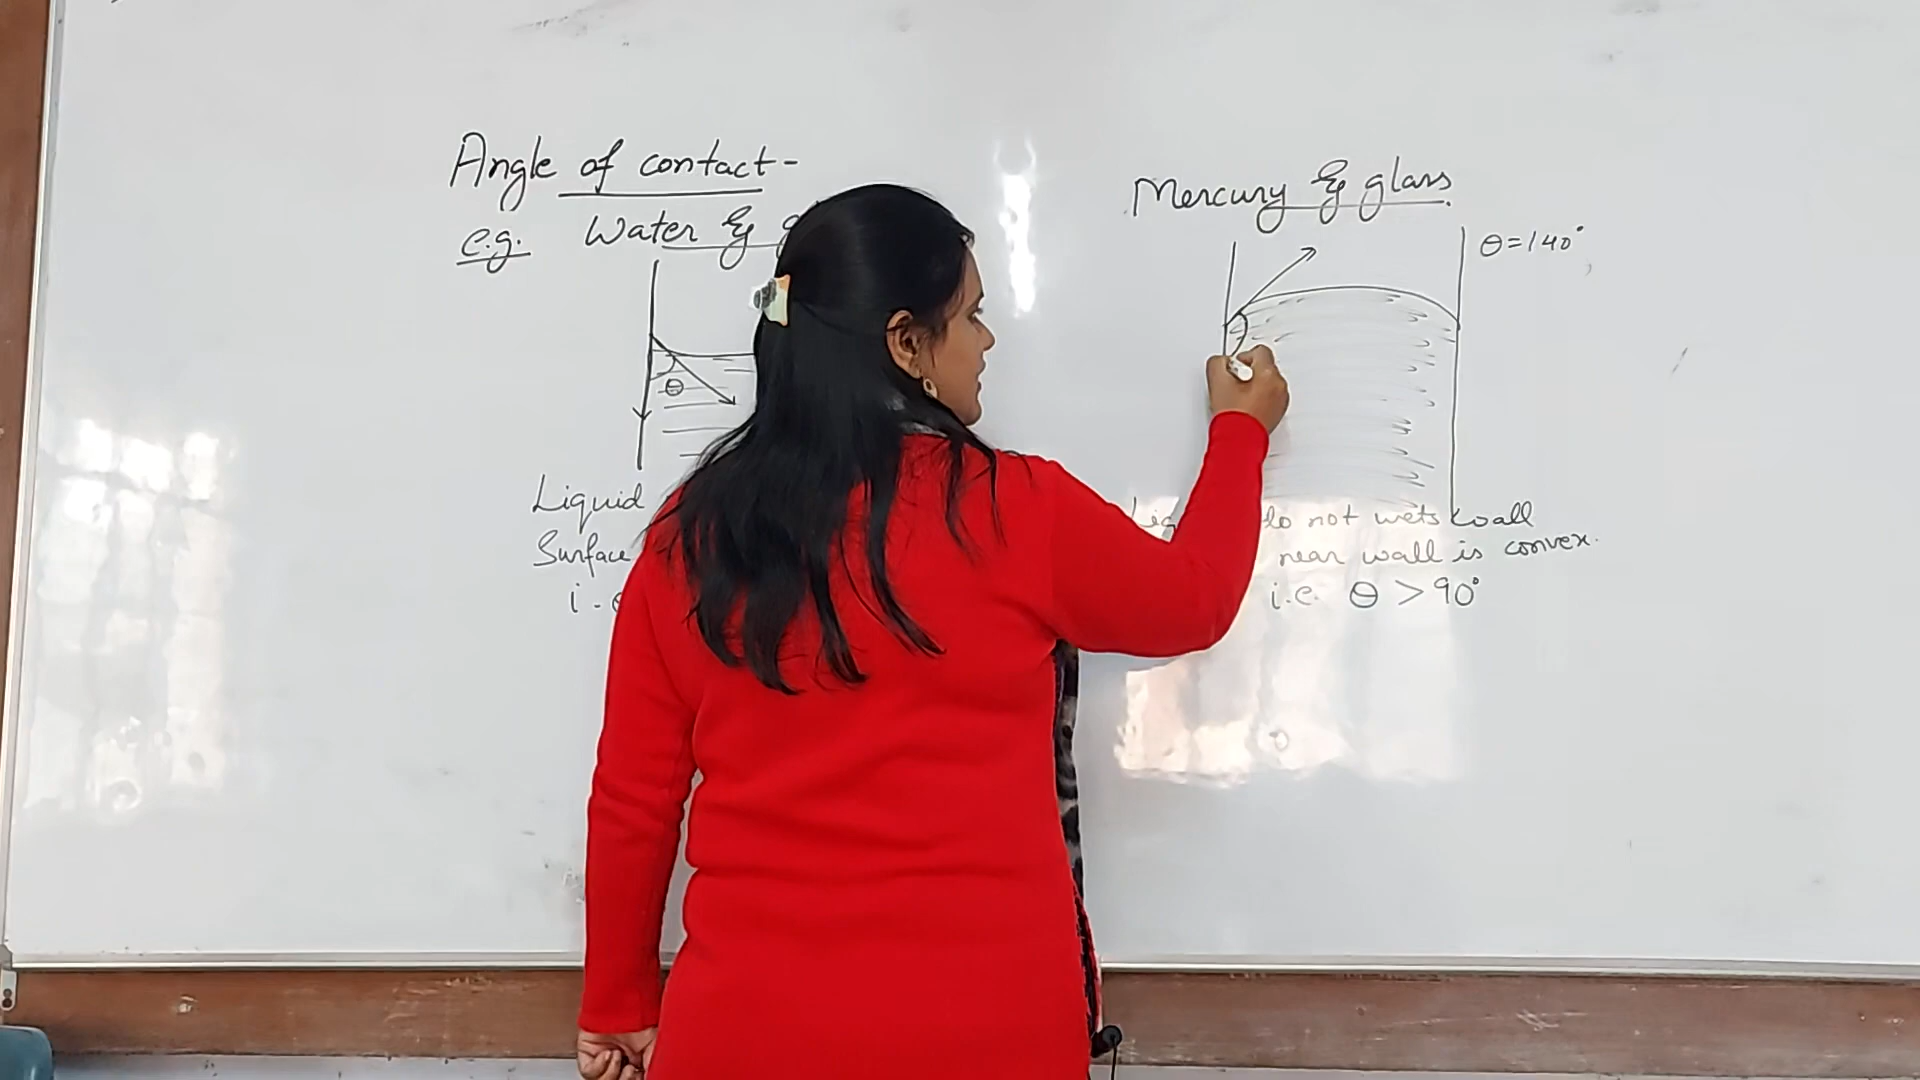 Angle of contact-
e.g. Water &
θ
Liquid
Surface
Mercury & glass
θ=140°
do not wets wall
near wall is convex.
i.e. θ > 90°